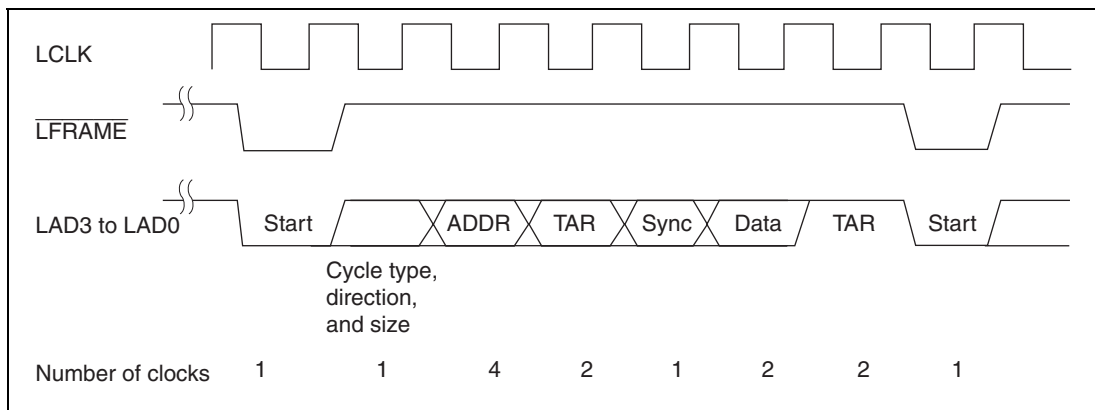 LCLK
LFRAME
LAD3 to LAD0
Start ADDR TAR Sync Data TAR Start
Cycle type,
direction,
and size
Number of clocks 1 1 4 2 1 2 2 1